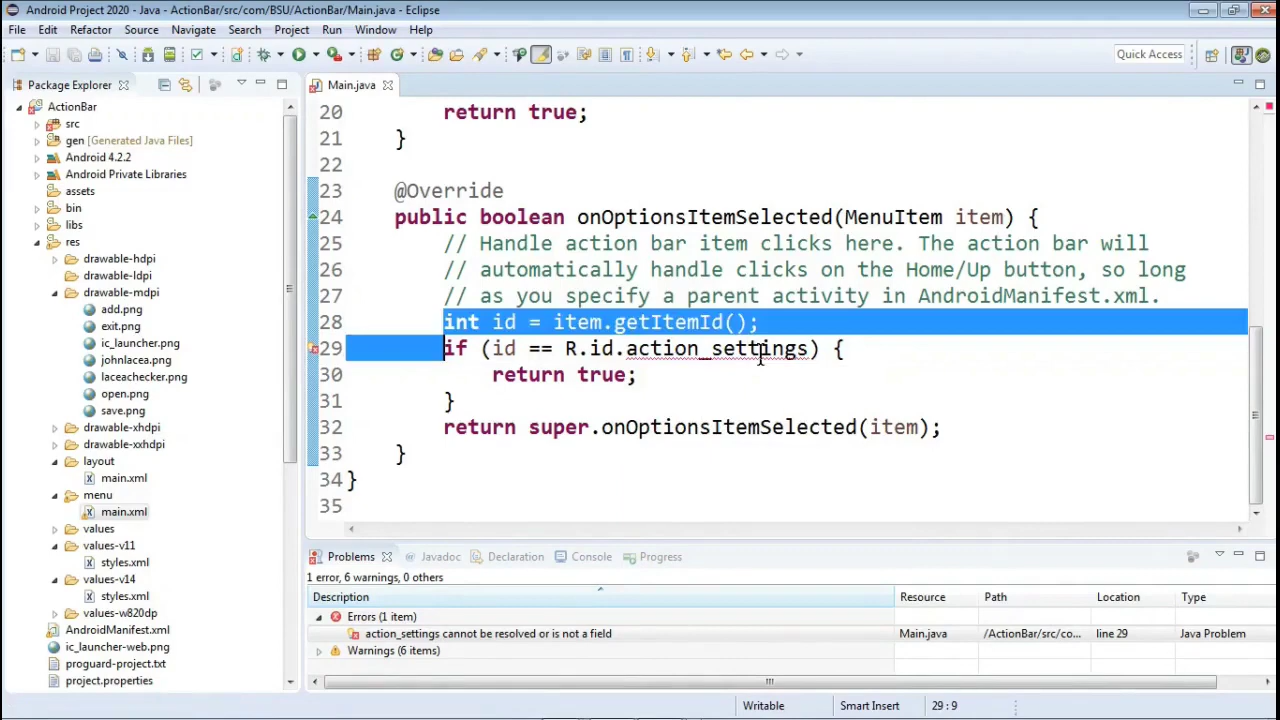 Android Project 2020 - Java - ActionBar/src/com/BSU/ActionBar/Main.java - Eclipse
File Edit Refactor Source Navigate Search Project Run Window Help
Quick Access
Package Explorer
ActionBar
src
gen [Generated Java Files]
Android 4.2.2
Android Private Libraries
assets
bin
libs
res
drawable-hdpi
drawable-ldpi
drawable-mdpi
add.png
exit.png
ic_launcher.png
johnlacea.png
laceachecker.png
open.png
save.png
drawable-xhdpi
drawable-xxhdpi
layout
main.xml
menu
main.xml
values
values-v11
styles.xml
values-v14
styles.xml
values-w820dp
AndroidManifest.xml
ic_launcher-web.png
proguard-project.txt
project.properties
Main.java
20 return true;
21 }
22
23 @Override
24 public boolean onOptionsItemSelected(MenuItem item) {
25 // Handle action bar item clicks here. The action bar will
26 // automatically handle clicks on the Home/Up button, so long
27 // as you specify a parent activity in AndroidManifest.xml.
28 int id = item.getItemId();
29 if (id == R.id.action_settings) {
30 return true;
31 }
32 return super.onOptionsItemSelected(item);
33 }
34 }
35
Problems Javadoc Declaration Console Progress
1 error, 6 warnings, 0 others
Description Resource Path Location Type
Errors (1 item)
action_settings cannot be resolved or is not a field Main.java /ActionBar/src/co... line 29 Java Problem
Warnings (6 items)
Writable Smart Insert 29 : 9